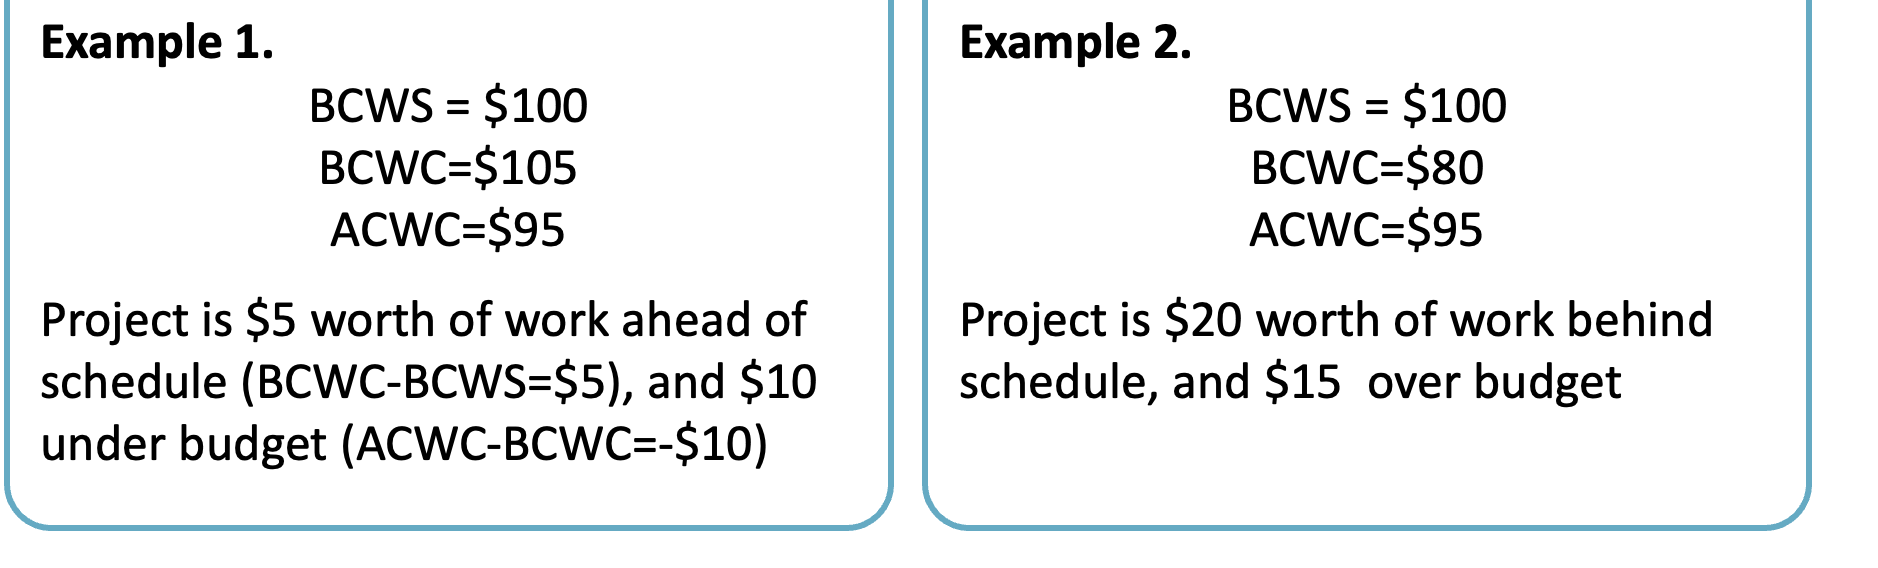 Example 1.
BCWS = $100
BCWC=$105
ACWC=$95
Project is $5 worth of work ahead of
schedule (BCWC-BCWS=$5), and $10
under budget (ACWC-BCWC=-$10)
Example 2.
BCWS = $100
BCWC=$80
ACWC=$95
Project is $20 worth of work behind
schedule, and $15  over budget